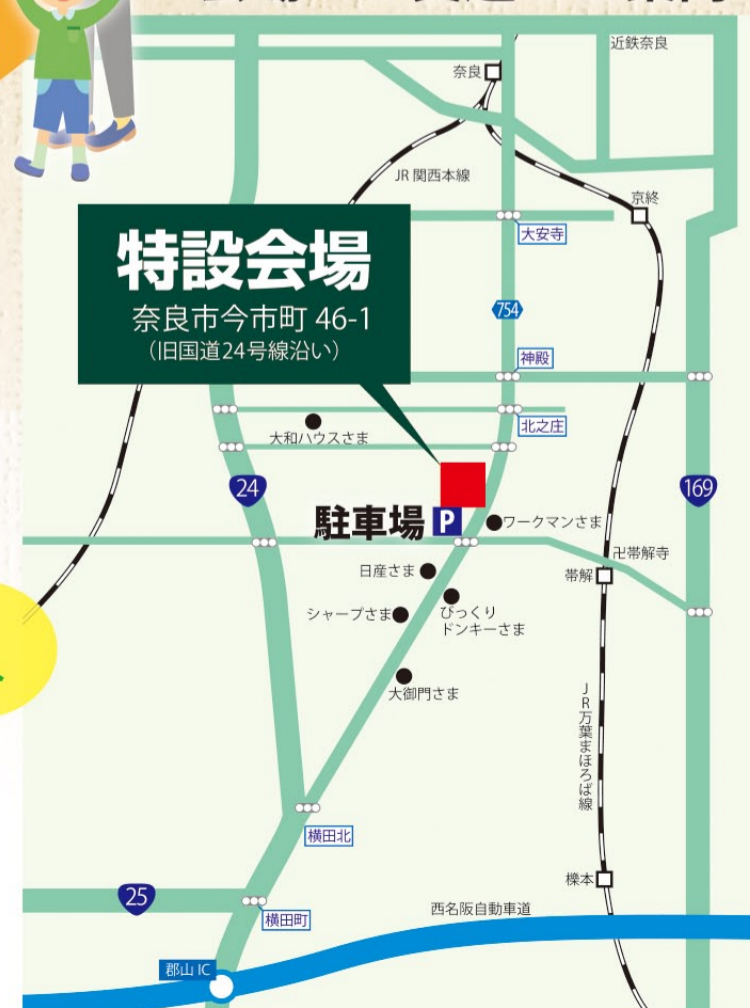 近鉄奈良
奈良
JR 関西本線
京終
大安寺
特設会場
奈良市今市町 46-1
（旧国道24号線沿い）
754
神殿
北之庄
大和ハウスさま
24
169
駐車場 P
ワークマンさま
卍帯解寺
帯解
日産さま
びっくり
ドンキーさま
シャープさま
大御門さま
JR万葉まほろば線
横田北
櫟本
25
横田町
西名阪自動車道
郡山 IC